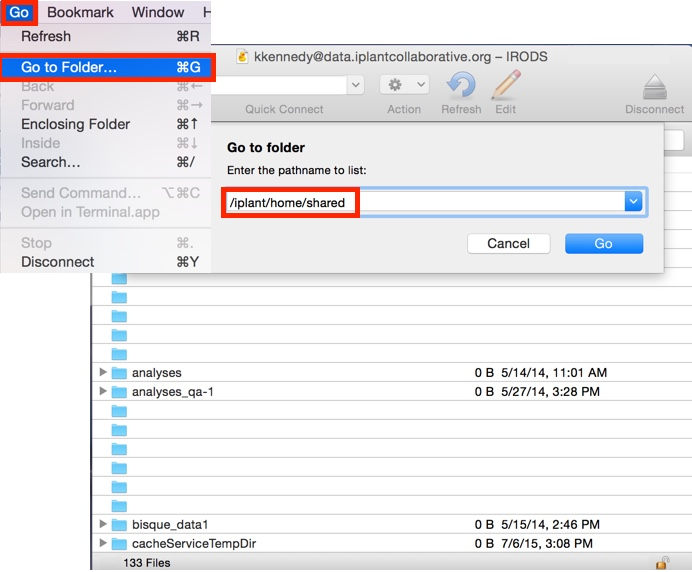 Go Bookmark Window H
Refresh ⌘R
Go to Folder… ⌘G
Back ⌘←
Forward ⌘→
Enclosing Folder ⌘↑
Inside ⌘↓
Search… ⌘/
Send Command… ⌥⌘C
Open in Terminal.app
Stop ⌘.
Disconnect ⌘Y
kkennedy@data.iplantcollaborative.org – IRODS
Quick Connect Action Refresh Edit Disconnect
Go to folder
Enter the pathname to list:
/iplant/home/shared
Cancel Go
analyses 0 B 5/14/14, 11:01 AM
analyses_qa-1 0 B 5/27/14, 3:28 PM
bisque_data1 0 B 5/15/14, 2:46 PM
cacheServiceTempDir 0 B 7/6/15, 3:08 PM
133 Files